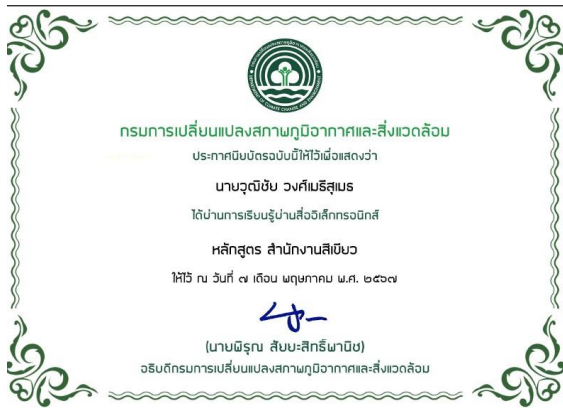 กรมการเปลี่ยนแปลงสภาพภูมิอากาศและสิ่งแวดล้อม
ประกาศนียบัตรฉบับนี้ให้ไว้เพื่อแสดงว่า
นายวุฒิชัย วงศ์เมธีสุเมธ
ได้ผ่านการเรียนรู้ผ่านสื่ออิเล็กทรอนิกส์
หลักสูตร สำนักงานสีเขียว
ให้ไว้ ณ วันที่ ๗ เดือน พฤษภาคม พ.ศ. ๒๕๖๗
(นายพิรุณ สัยยะสิทธิ์พานิช)
อธิบดีกรมการเปลี่ยนแปลงสภาพภูมิอากาศและสิ่งแวดล้อม